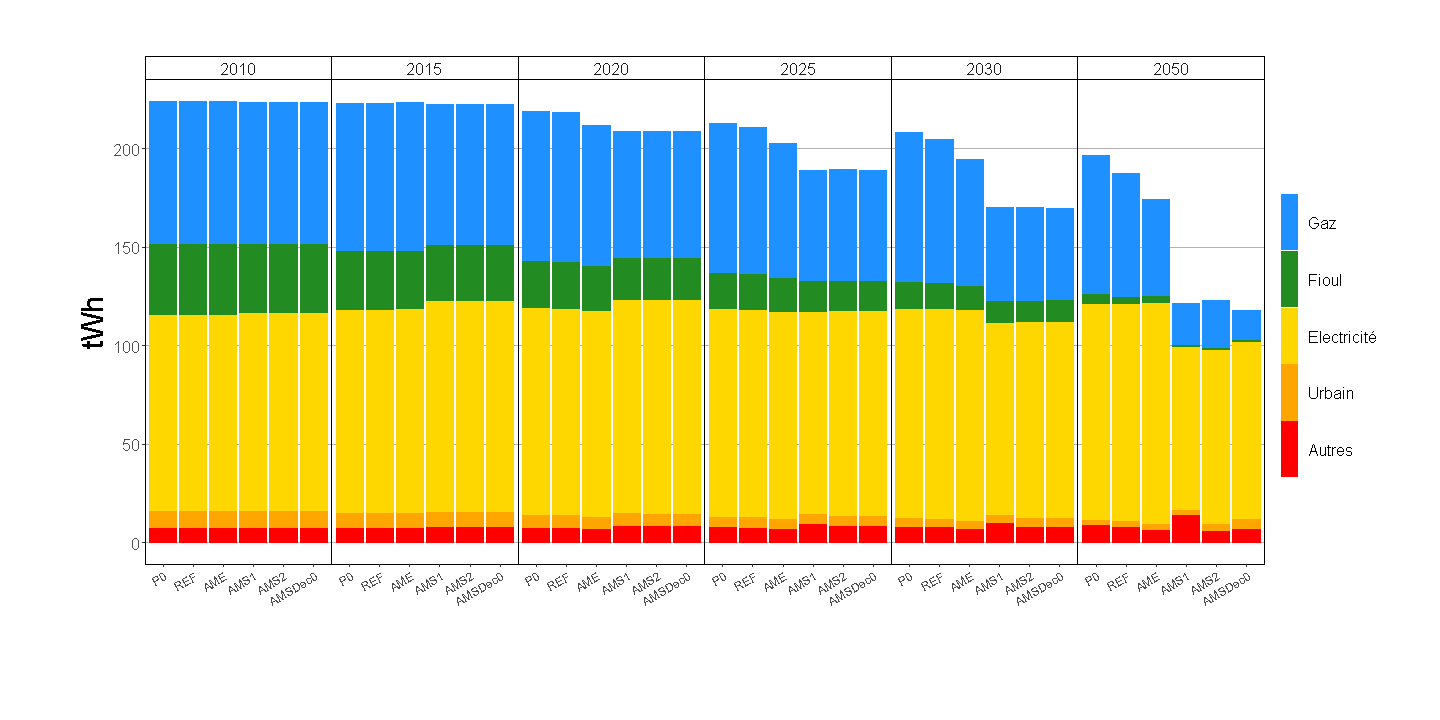 2010 2015 2020 2025 2030 2050
tWh
200
150
100
50
0
P0 REF AME AMS1 AMS2 AMSDec0 P0 REF AME AMS1 AMS2 AMSDec0 P0 REF AME AMS1 AMS2 AMSDec0 P0 REF AME AMS1 AMS2 AMSDec0 P0 REF AME AMS1 AMS2 AMSDec0 P0 REF AME AMS1 AMS2 AMSDec0
Gaz
Fioul
Electricité
Urbain
Autres